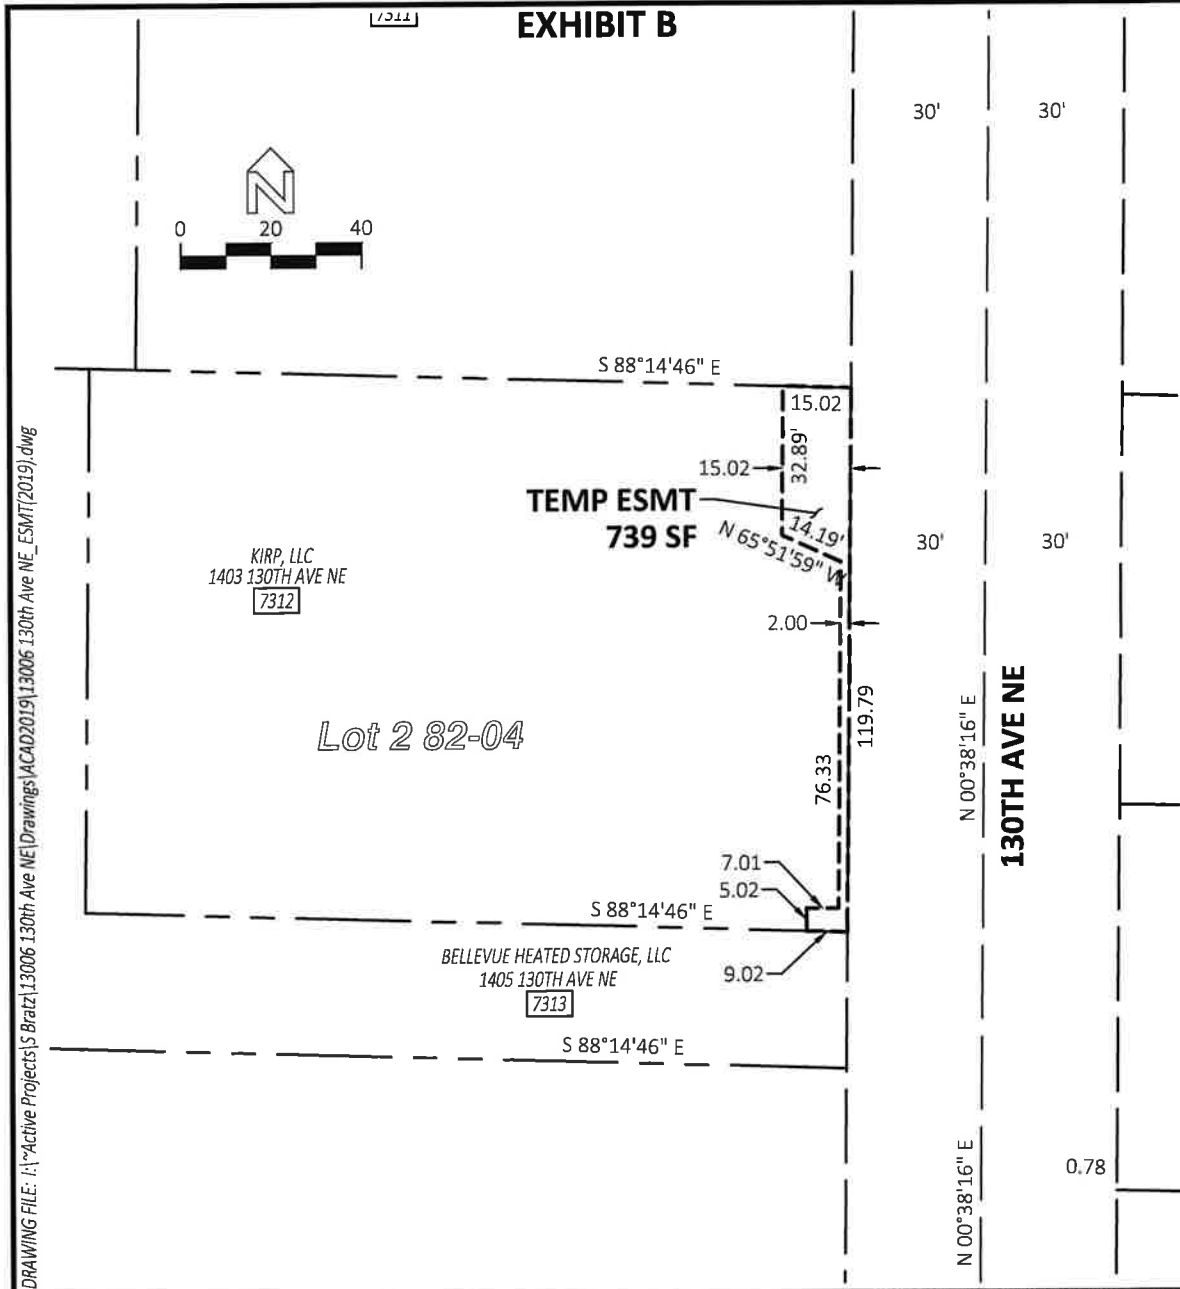 7311
EXHIBIT B
30'
30'
N
0 20 40
S 88°14'46" E
15.02
32.89'
15.02
TEMP ESMT
739 SF
14.19'
N 65°51'59" W
30'
30'
KIRP, LLC
1403 130TH AVE NE
7312
2.00
119.79
Lot 2 82-04
76.33
N 00°38'16" E
130TH AVE NE
7.01
5.02
S 88°14'46" E
9.02
BELLEVUE HEATED STORAGE, LLC
1405 130TH AVE NE
7313
S 88°14'46" E
N 00°38'16" E
0.78
DRAWING FILE: I:\~Active Projects\S Bratz\13006 130th Ave NE\Drawings\ACAD2019\13006 130th Ave NE_ESMT(2019).dwg